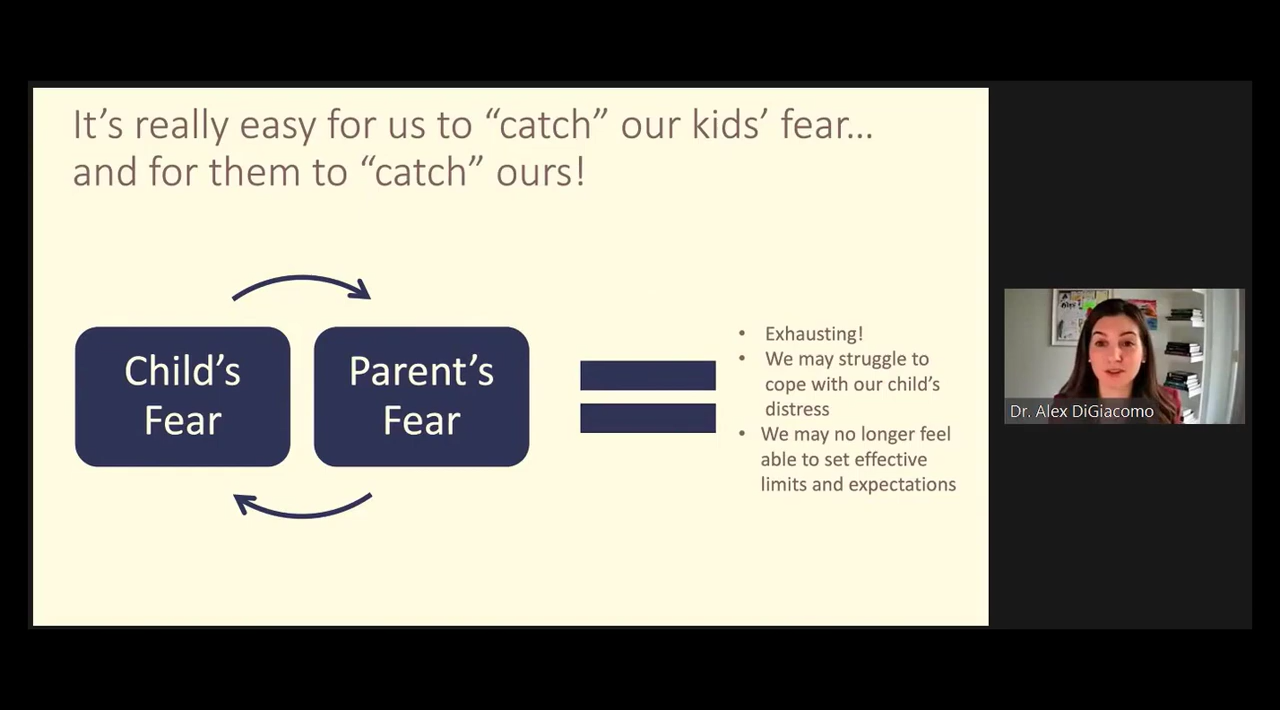 It’s really easy for us to “catch” our kids’ fear…
and for them to “catch” ours!
Child’s
Fear
Parent’s
Fear
• Exhausting!
• We may struggle to
cope with our child’s
distress
• We may no longer feel
able to set effective
limits and expectations
Dr. Alex DiGiacomo